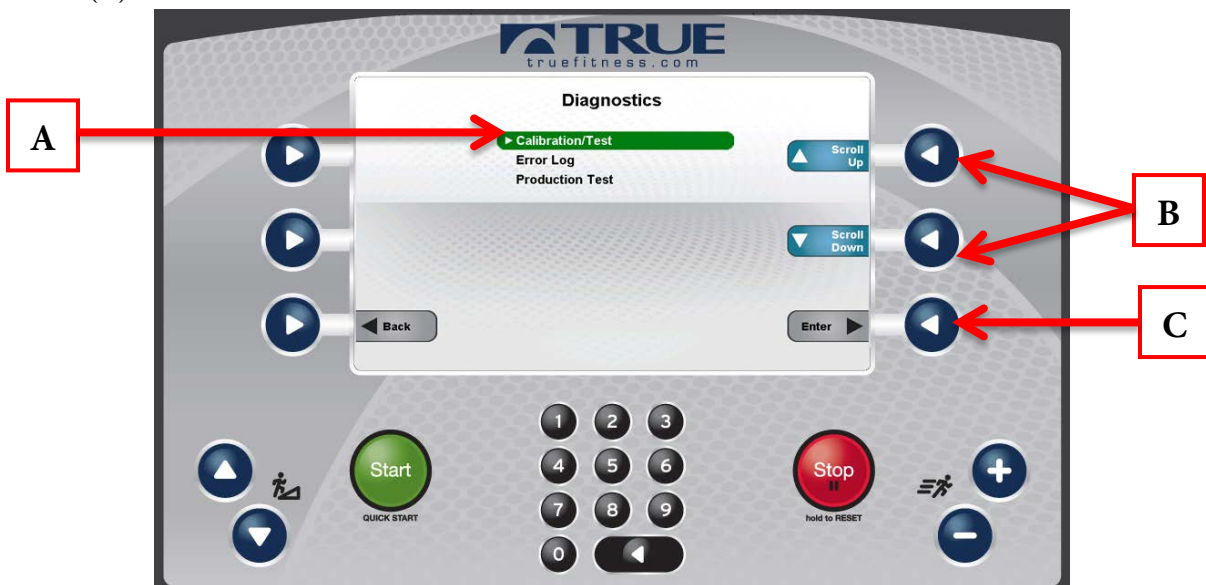 TRUE
truefitness.com
Diagnostics
A
Calibration/Test
Error Log
Production Test
Scroll
Up
B
Scroll
Down
Back
Enter
C
1 2 3
Start
4 5 6
Stop
QUICK START
7 8 9
hold to RESET
0